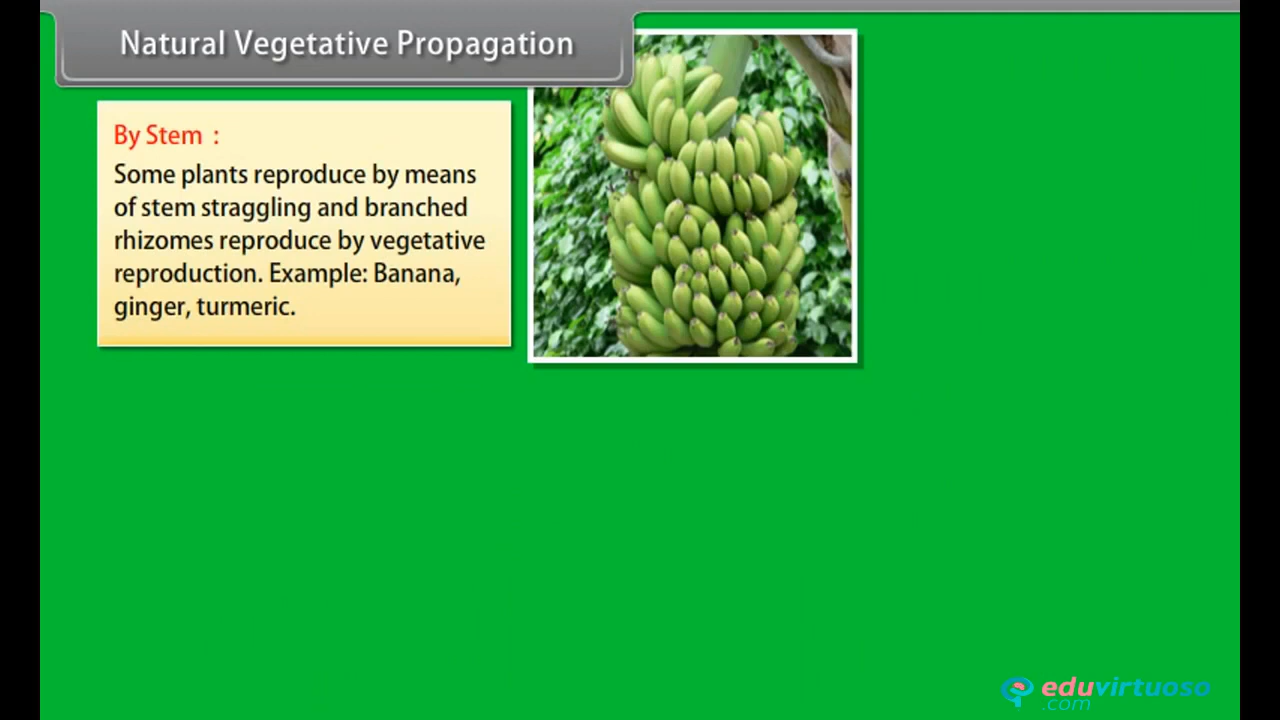 Natural Vegetative Propagation
By Stem :
Some plants reproduce by means
of stem straggling and branched
rhizomes reproduce by vegetative
reproduction. Example: Banana,
ginger, turmeric.
eduvirtuoso
.com